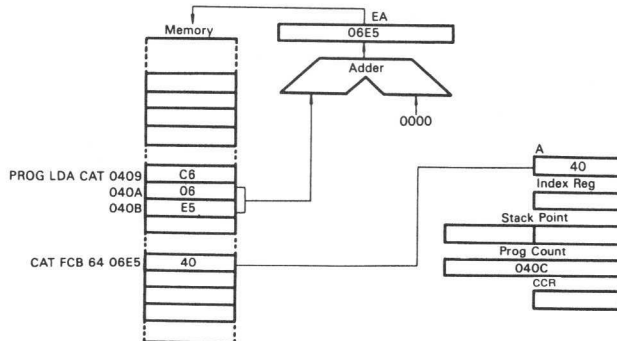 EA
Memory
06E5
Adder
0000
A
PROG LDA CAT 0409 C6
40
040A 06
Index Reg
040B E5
Stack Point
Prog Count
CAT FCB 64 06E5 40
040C
CCR